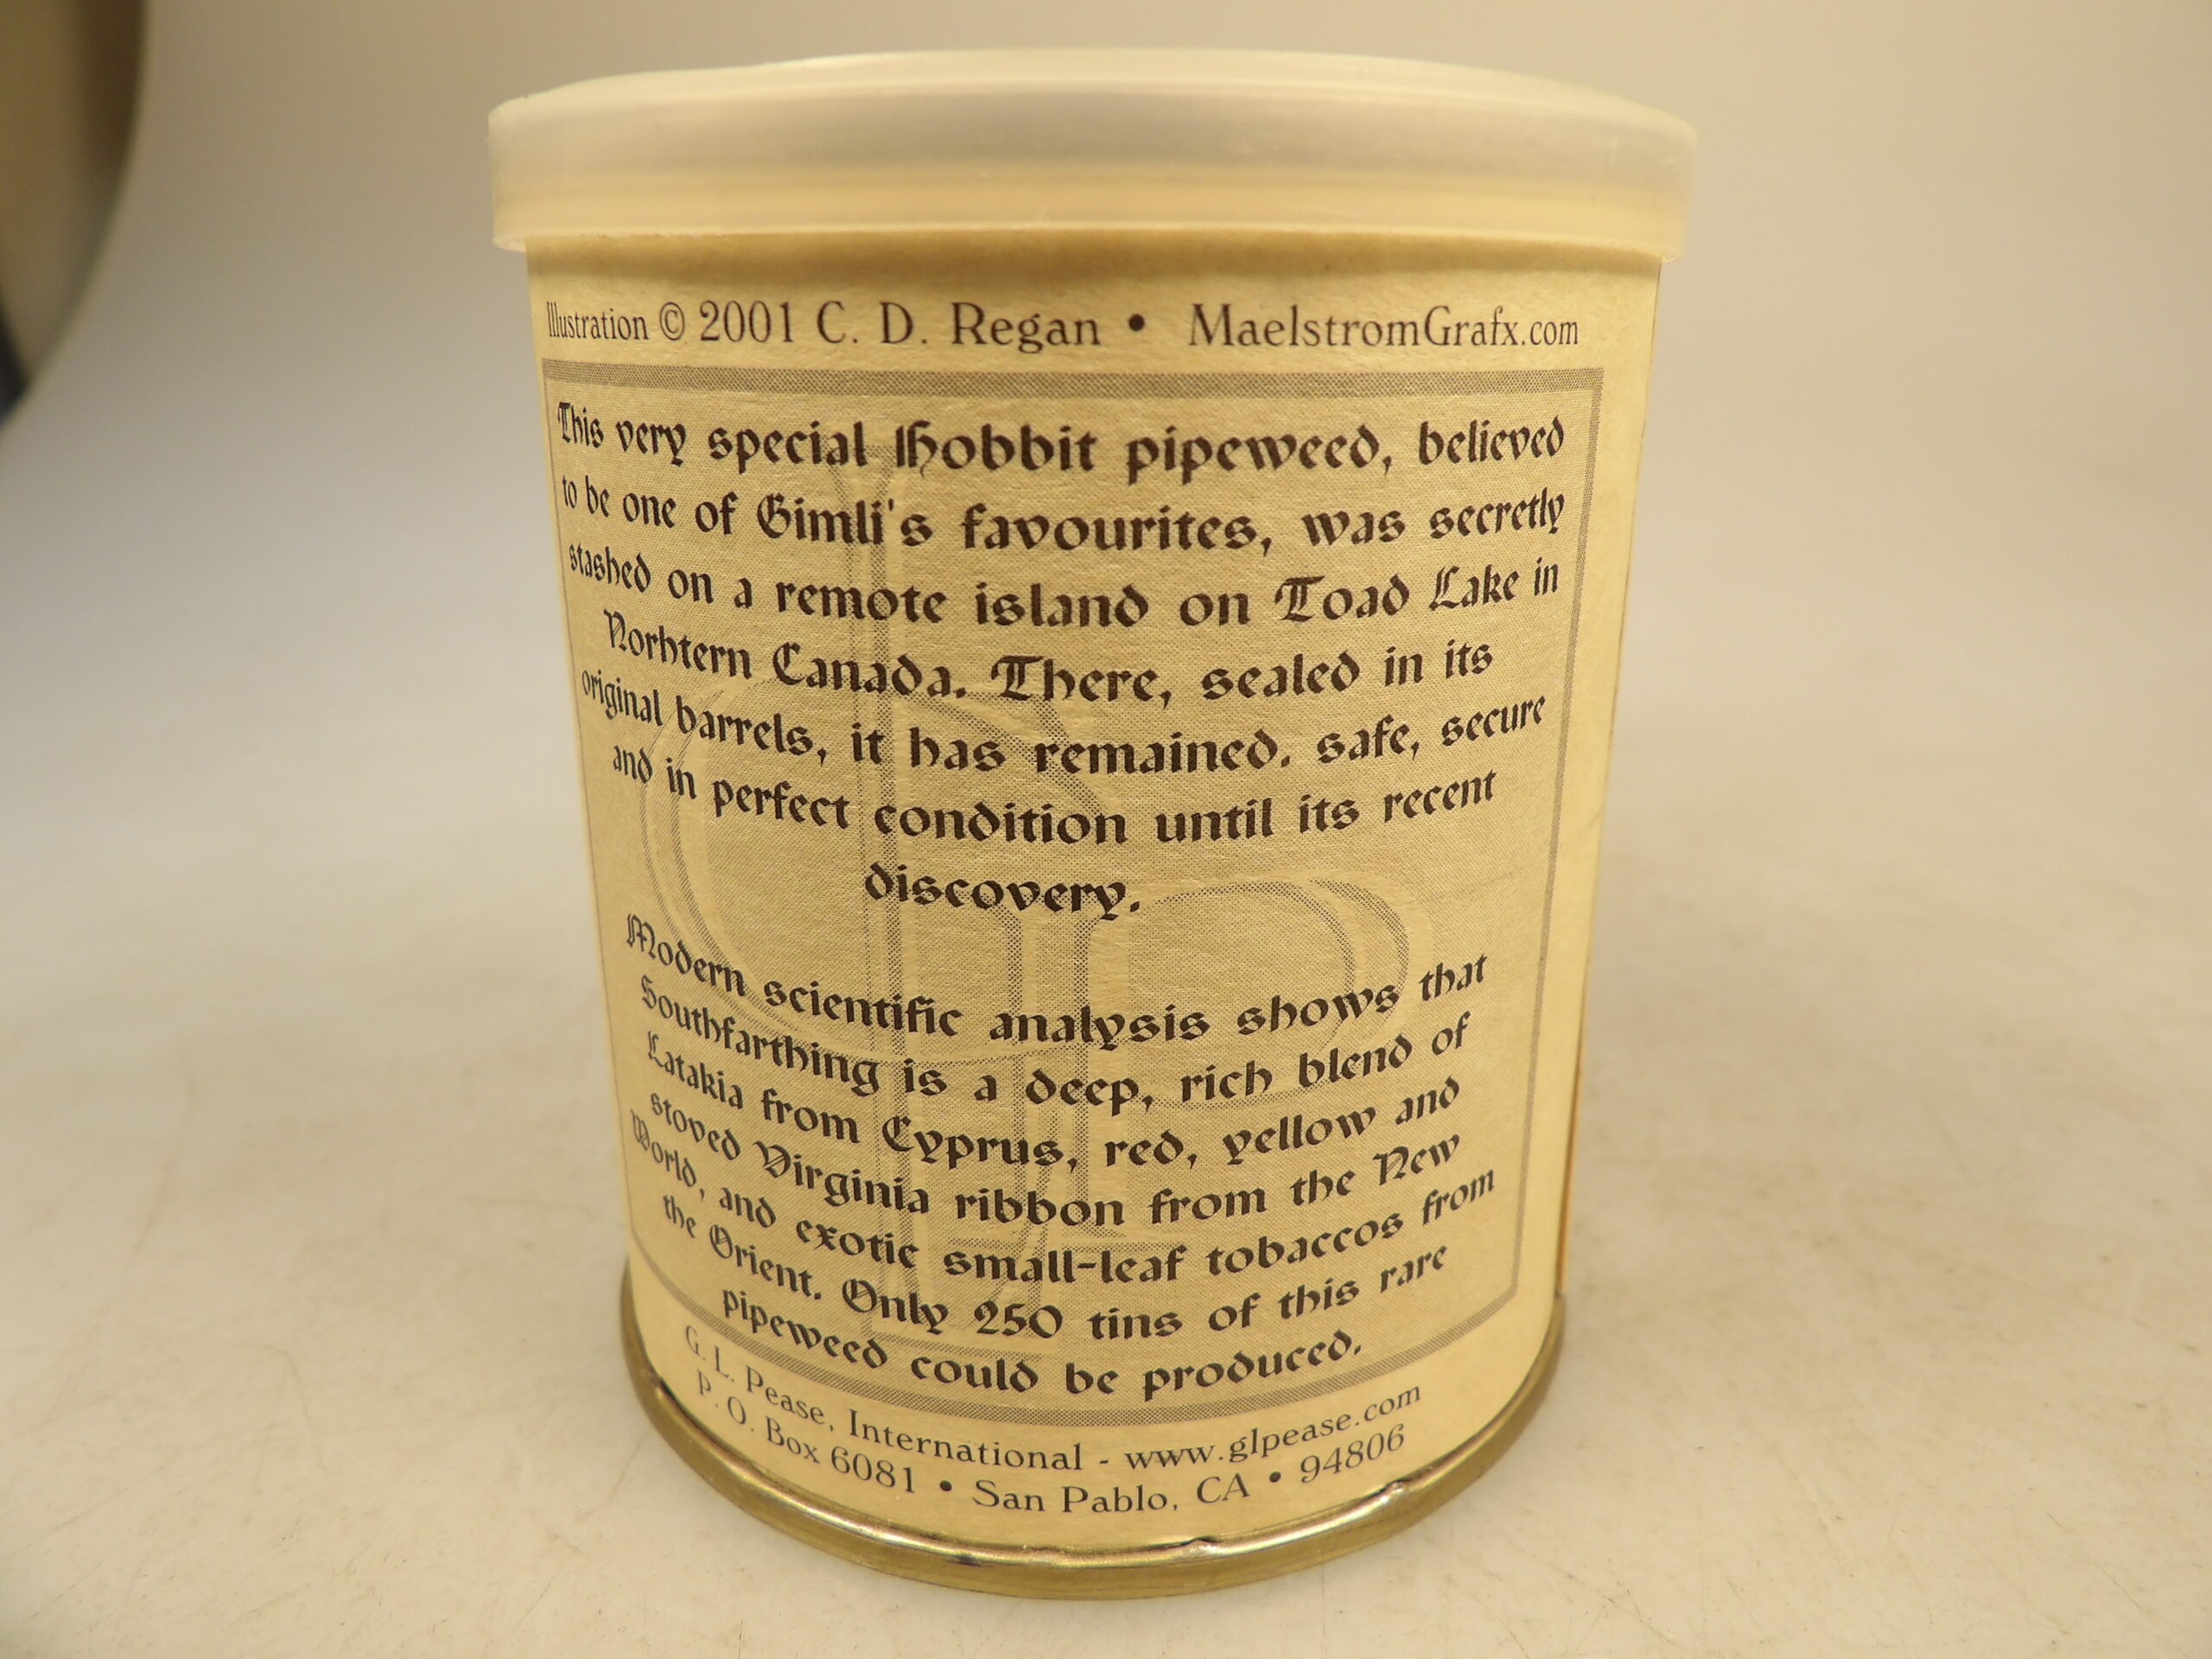 Illustration © 2001 C. D. Regan • MaelstromGrafx.com
This very special Hobbit pipeweed, believed
to be one of Gimli's favourites, was secretly
stashed on a remote island on Toad Lake in
Norhtern Canada. There, sealed in its
original barrels, it has remained. safe, secure
and in perfect condition until its recent
discovery.
Modern scientific analysis shows that
Southfarthing is a deep, rich blend of
Latakia from Cyprus, red, yellow and
stoved Virginia ribbon from the New
World, and exotic small-leaf tobaccos from
the Orient. Only 250 tins of this rare
pipeweed could be produced.
G. L. Pease, International - www.glpease.com
P. O. Box 6081 • San Pablo, CA • 94806